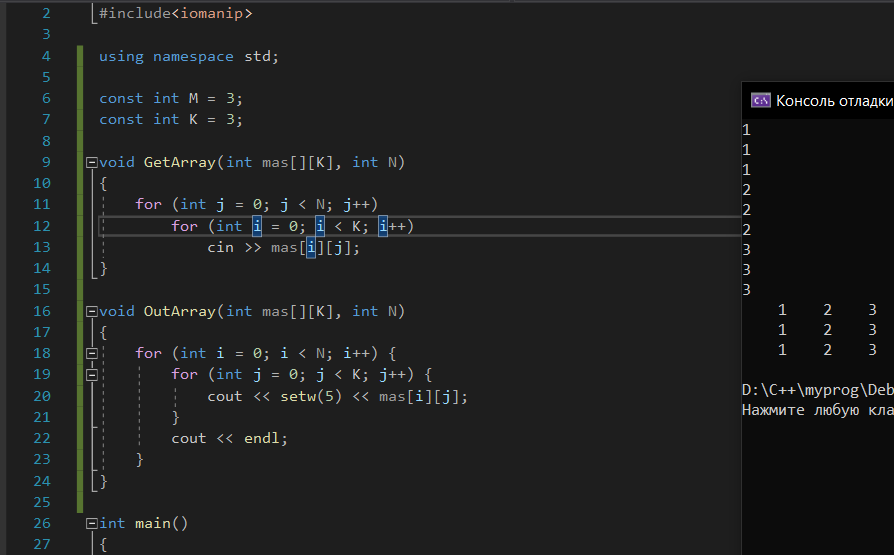 2 #include<iomanip>
3
4 using namespace std;
5
6 const int M = 3;
7 const int K = 3;
8
9 void GetArray(int mas[][K], int N)
10 {
11 for (int j = 0; j < N; j++)
12 for (int i = 0; i < K; i++)
13 cin >> mas[i][j];
14 }
15
16 void OutArray(int mas[][K], int N)
17 {
18 for (int i = 0; i < N; i++) {
19 for (int j = 0; j < K; j++) {
20 cout << setw(5) << mas[i][j];
21 }
22 cout << endl;
23 }
24 }
25
26 int main()
27 {
C:\ Консоль отладки
1
1
1
2
2
2
3
3
3
1 2 3
1 2 3
1 2 3
D:\C++\myprog\Deb
Нажмите любую кла